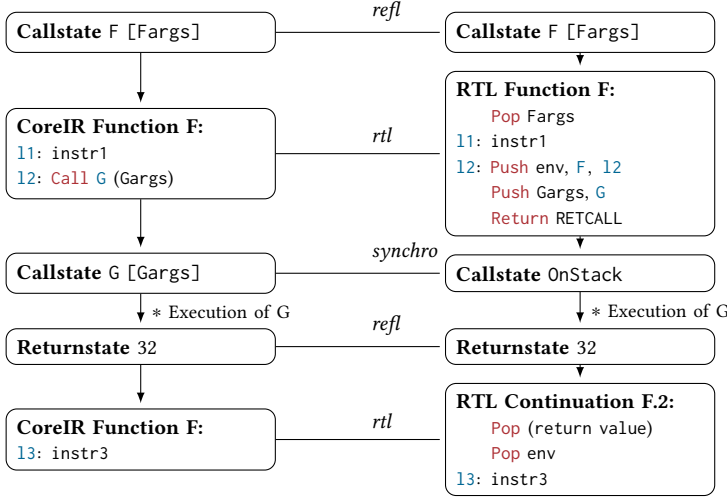 Callstate F [Fargs]
refl
Callstate F [Fargs]
CoreIR Function F:
l1: instr1
l2: Call G (Gargs)
rtl
RTL Function F:
Pop Fargs
l1: instr1
l2: Push env, F, l2
Push Gargs, G
Return RETCALL
Callstate G [Gargs]
synchro
Callstate OnStack
* Execution of G
* Execution of G
Returnstate 32
refl
Returnstate 32
CoreIR Function F:
l3: instr3
rtl
RTL Continuation F.2:
Pop (return value)
Pop env
l3: instr3